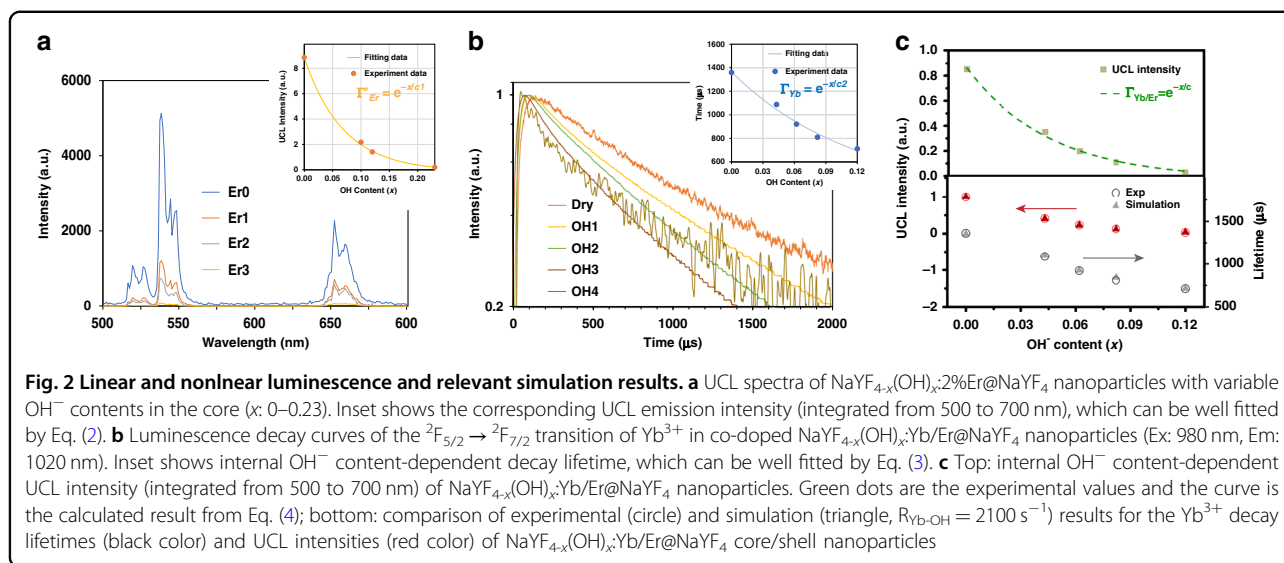 a
6000
4000
2000
0
Intensity (a.u.)
500
550
600
650
600
Wavelength (nm)
Er0
Er1
Er2
Er3
8
6
4
2
0
UCL Intensity (a.u.)
0.00
0.10
0.20
OH Content (x)
Fitting data
Experiment data
Γ*Er = e−x/c1
b
1
0.2
Intensity (a.u.)
0
500
1000
1500
2000
Time (μs)
Dry
OH1
OH2
OH3
OH4
1600
1400
1200
1000
800
600
Time (μs)
0.00
0.03
0.06
0.09
0.12
OH Content (x)
Fitting data
Experiment data
ΓYb = e−x/c2
c
1.0
0.8
0.6
0.4
0.2
0.0
UCL intensity
ΓYb/Er=e−x/c
1
0
−1
−2
UCL intensity (a.u.)
Exp
Simulation
1500
1000
500
Lifetime (μs)
0.00
0.03
0.06
0.09
0.12
OH− content (x)
Fig. 2 Linear and nonlnear luminescence and relevant simulation results. a UCL spectra of NaYF4-x(OH)x:2%Er@NaYF4 nanoparticles with variable
OH− contents in the core (x: 0–0.23). Inset shows the corresponding UCL emission intensity (integrated from 500 to 700 nm), which can be well fitted
by Eq. (2). b Luminescence decay curves of the 2F5/2 → 2F7/2 transition of Yb3+ in co-doped NaYF4-x(OH)x:Yb/Er@NaYF4 nanoparticles (Ex: 980 nm, Em:
1020 nm). Inset shows internal OH− content-dependent decay lifetime, which can be well fitted by Eq. (3). c Top: internal OH− content-dependent
UCL intensity (integrated from 500 to 700 nm) of NaYF4-x(OH)x:Yb/Er@NaYF4 nanoparticles. Green dots are the experimental values and the curve is
the calculated result from Eq. (4); bottom: comparison of experimental (circle) and simulation (triangle, RYb-OH = 2100 s−1) results for the Yb3+ decay
lifetimes (black color) and UCL intensities (red color) of NaYF4-x(OH)x:Yb/Er@NaYF4 core/shell nanoparticles